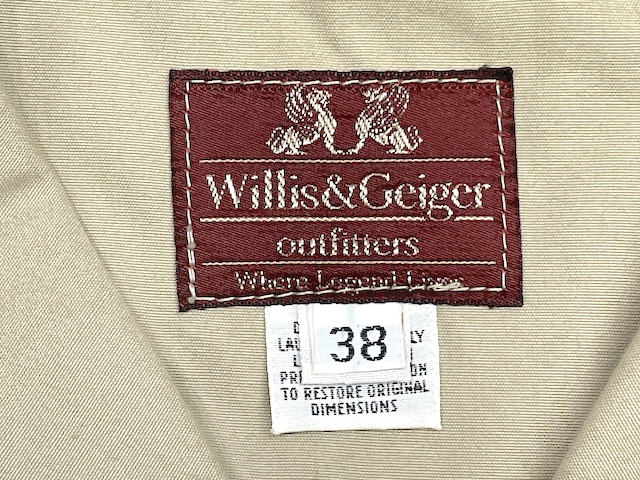 Willis&Geiger
outfitters
Where Legend Lives
38
TO RESTORE ORIGINAL
DIMENSIONS